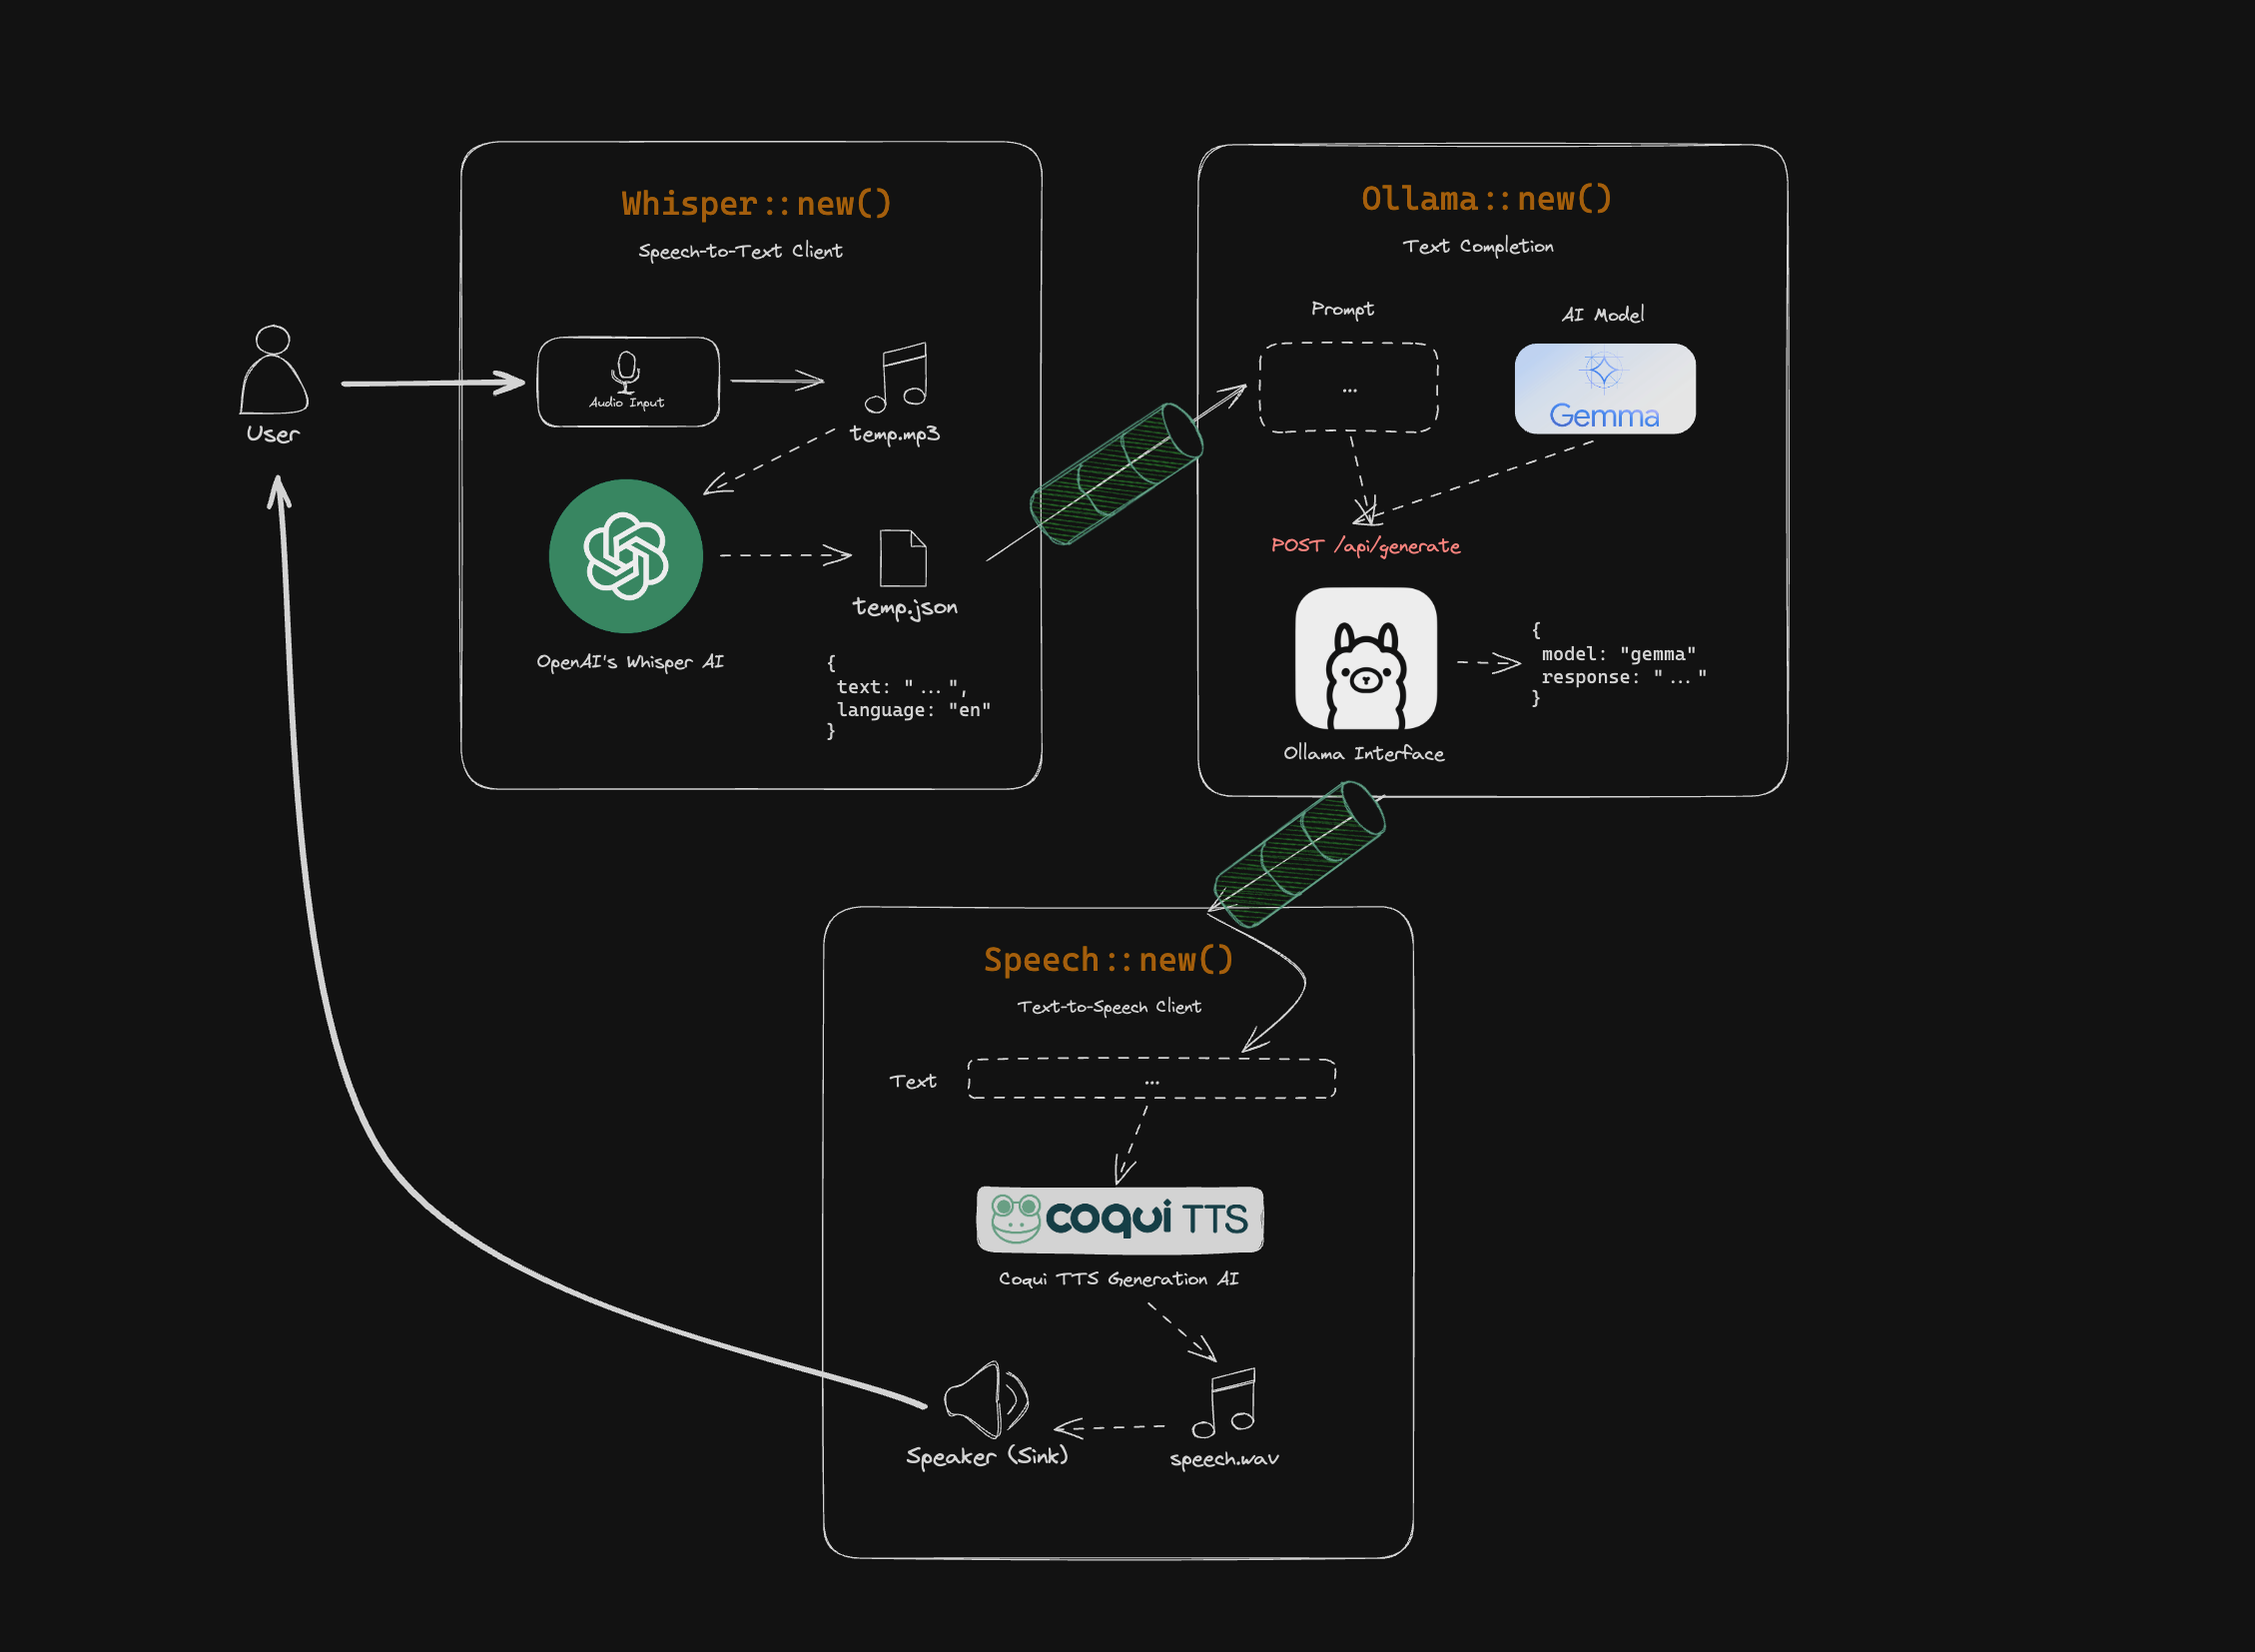 Whisper::new()
Speech-to-Text Client
Audio Input
temp.mp3
User
OpenAI's Whisper AI
temp.json
{
text: "...",
language: "en"
}
Ollama::new()
Text Completion
Prompt
AI Model
...
Gemma
POST /api/generate
Ollama Interface
{
model: "gemma"
response: "..."
}
Speech::new()
Text-to-Speech Client
Text
...
coqui TTS
Coqui TTS Generation AI
Speaker (Sink)
speech.wav